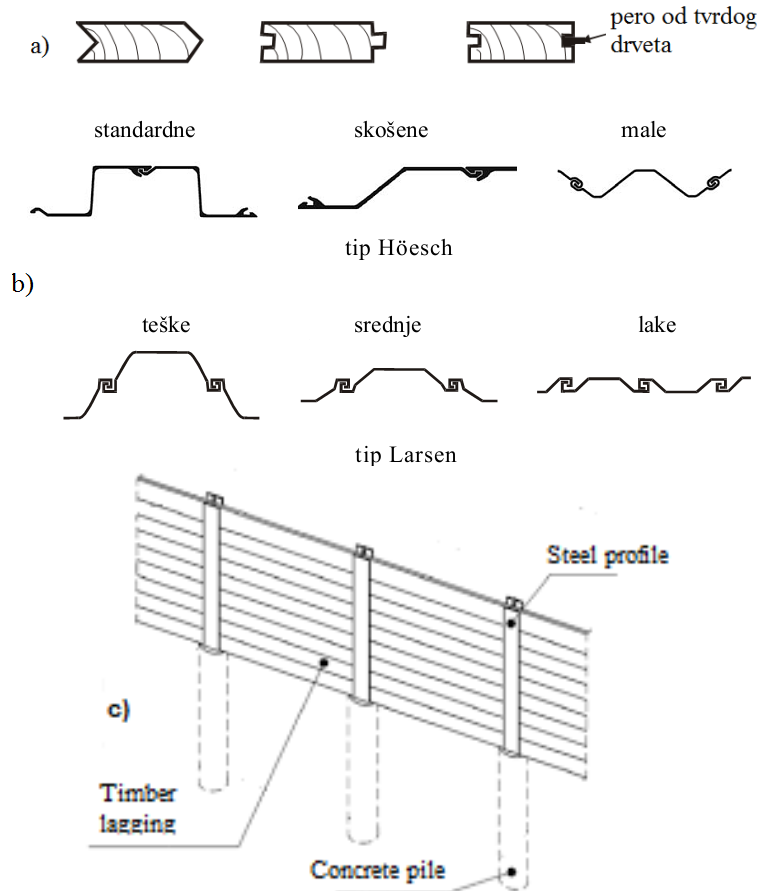 a)
pero od tvrdog
drveta
standardne skošene male
tip Höesch
b)
teške srednje lake
tip Larsen
Steel profile
c)
Timber
lagging
Concrete pile